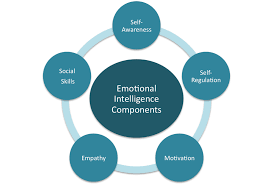 Self-
Awareness
Self-
Regulation
Motivation
Empathy
Social
Skills
Emotional
Intelligence
Components